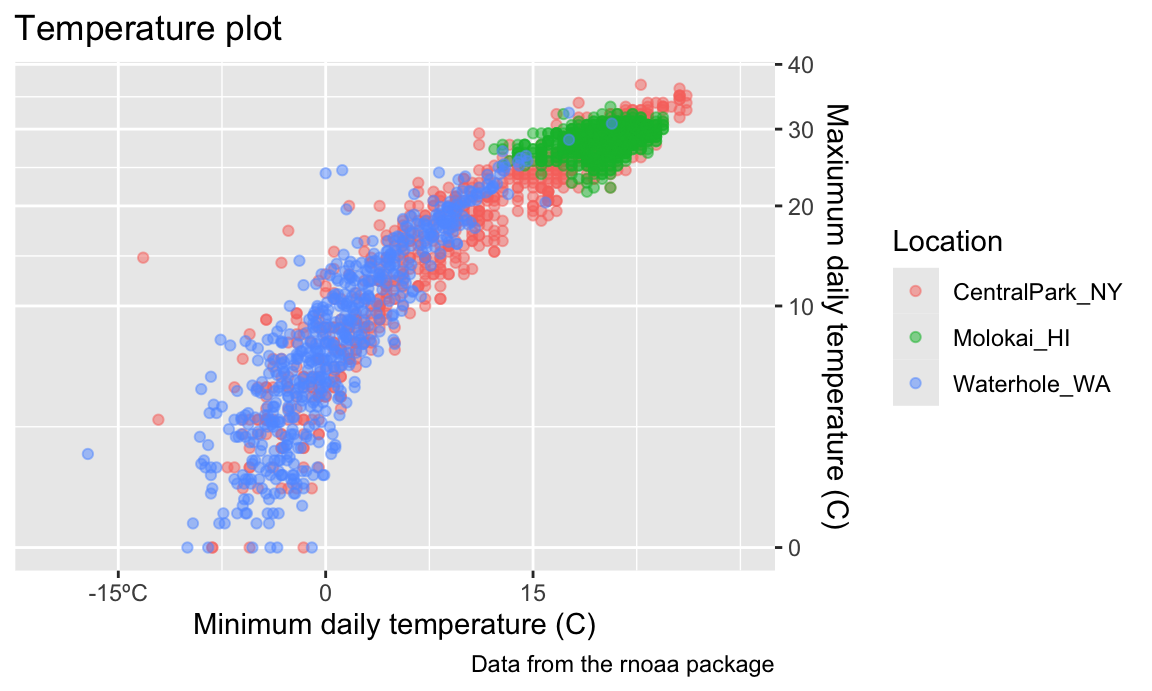 Temperature plot
40
30
20
10
0
Maxiumum daily temperature (C)
-15ºC
0
15
Minimum daily temperature (C)
Data from the rnoaa package
Location
CentralPark_NY
Molokai_HI
Waterhole_WA